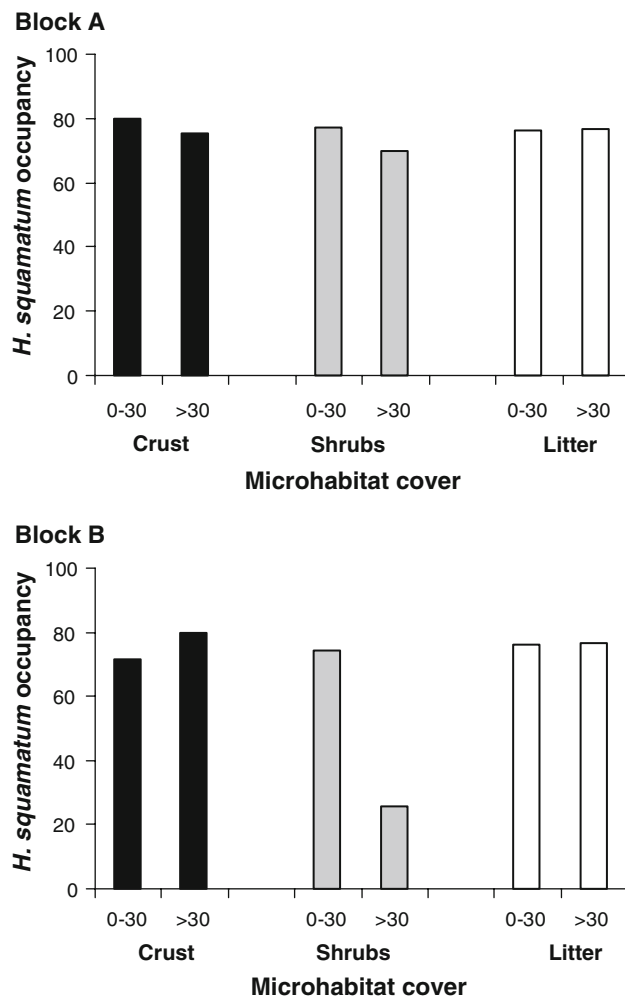 Block A
H. squamatum occupancy
100
80
60
40
20
0
0-30 >30 0-30 >30 0-30 >30
Crust Shrubs Litter
Microhabitat cover
Block B
H. squamatum occupancy
100
80
60
40
20
0
0-30 >30 0-30 >30 0-30 >30
Crust Shrubs Litter
Microhabitat cover